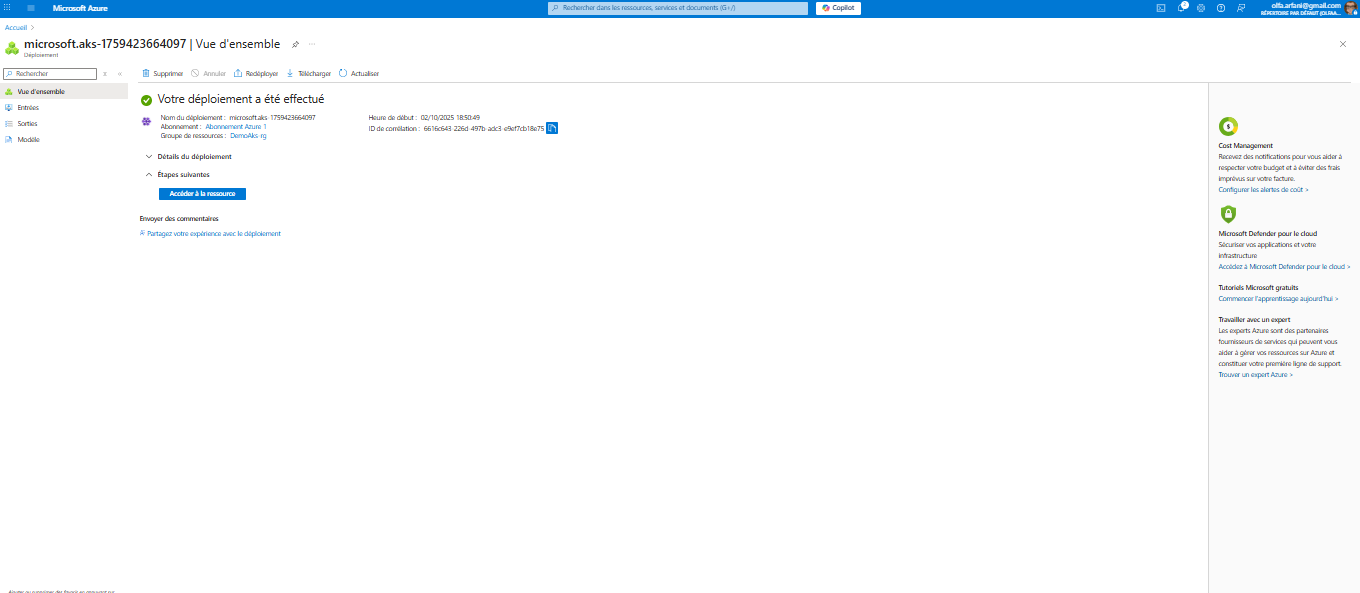 Microsoft Azure
Rechercher dans les ressources, services et documents (G+/)
Copilot
olfa.arfani@gmail.com
RÉPERTOIRE PAR DÉFAUT (OLFAA...
Accueil >
microsoft.aks-1759423664097 | Vue d'ensemble
Déploiement
Rechercher
Supprimer
Annuler
Redéployer
Télécharger
Actualiser
Vue d'ensemble
Entrées
Sorties
Modèle
Votre déploiement a été effectué
Nom du déploiement : microsoft.aks-1759423664097
Abonnement : Abonnement Azure 1
Groupe de ressources : DemoAks-rg
Heure de début : 02/10/2025 18:50:49
ID de corrélation : 6616c643-226d-497b-adc3-e9ef7cb18e75
Détails du déploiement
Étapes suivantes
Accéder à la ressource
Envoyer des commentaires
Partagez votre expérience avec le déploiement
Cost Management
Recevez des notifications pour vous aider à
respecter votre budget et à éviter des frais
imprévus sur votre facture.
Configurer les alertes de coût >
Microsoft Defender pour le cloud
Sécuriser vos applications et votre
infrastructure
Accédez à Microsoft Defender pour le cloud >
Tutoriels Microsoft gratuits
Commencer l'apprentissage aujourd'hui >
Travailler avec un expert
Les experts Azure sont des partenaires
fournisseurs de services qui peuvent vous
aider à gérer vos ressources sur Azure et
constituer votre première ligne de support.
Trouver un expert Azure >